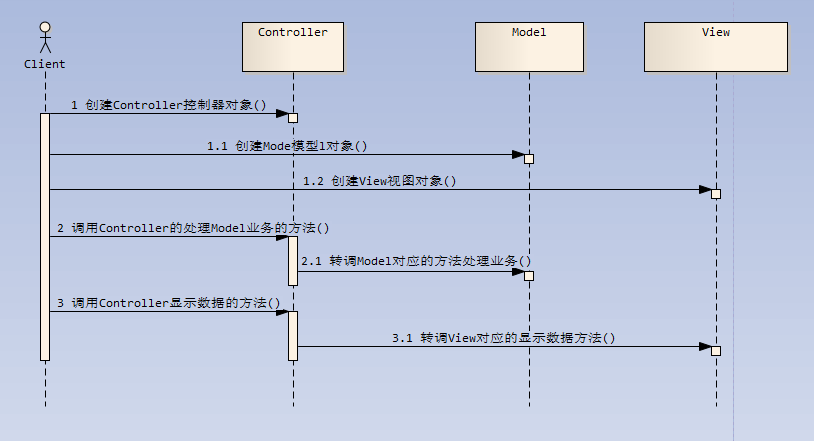 Client
Controller
Model
View
1 创建Controller控制器对象()
1.1 创建Mode模型l对象()
1.2 创建View视图对象()
2 调用Controller的处理Model业务的方法()
2.1 转调Model对应的方法处理业务()
3 调用Controller显示数据的方法()
3.1 转调View对应的显示数据方法()